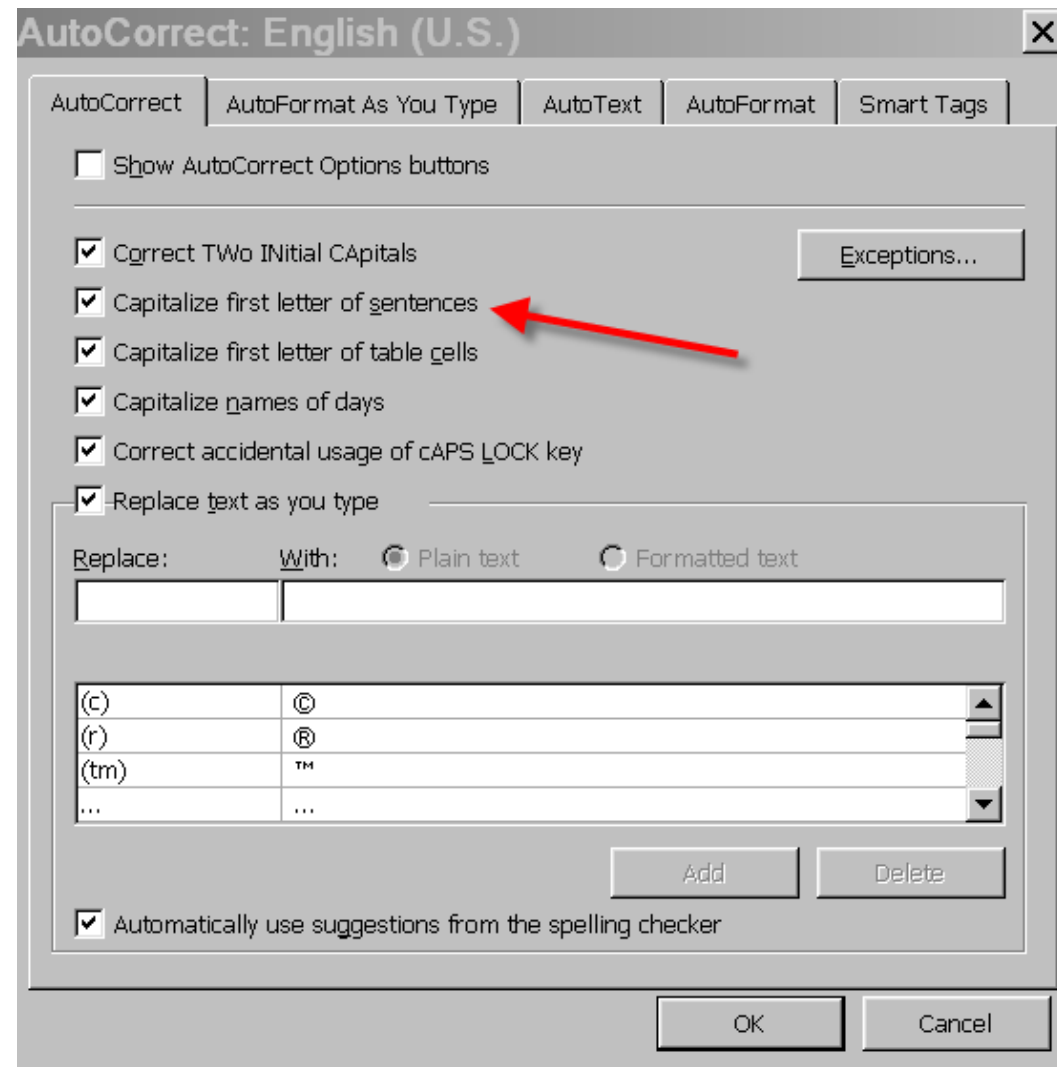 AutoCorrect: English (U.S.)
AutoCorrect AutoFormat As You Type AutoText AutoFormat Smart Tags
Show AutoCorrect Options buttons
Correct TWo INitial CApitals Exceptions...
Capitalize first letter of sentences
Capitalize first letter of table cells
Capitalize names of days
Correct accidental usage of cAPS LOCK key
Replace text as you type
Replace: With: Plain text Formatted text
(c) ©
(r) ®
(tm) ™
... …
Add Delete
Automatically use suggestions from the spelling checker
OK Cancel